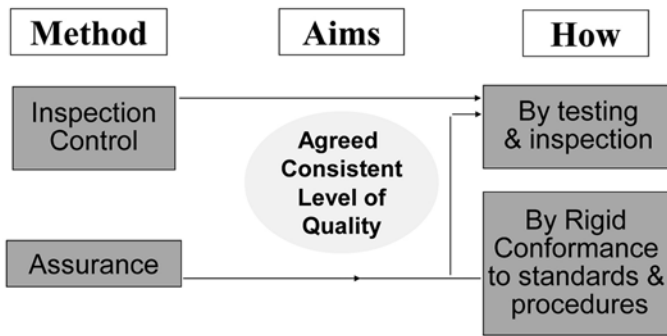 Method
Aims
How
Inspection
Control
By testing
& inspection
Agreed
Consistent
Level of
Quality
Assurance
By Rigid
Conformance
to standards &
procedures